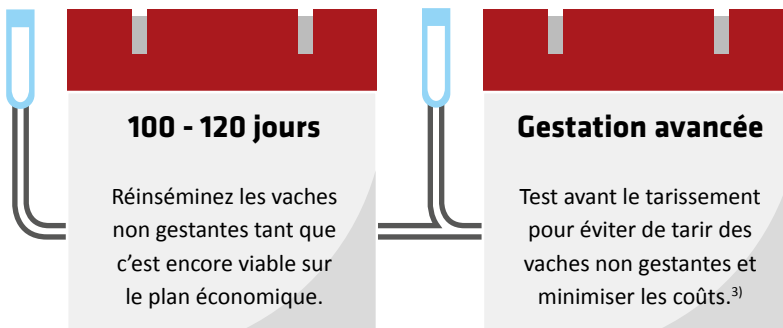 100 - 120 jours
Réinséminez les vaches
non gestantes tant que
c’est encore viable sur
le plan économique.
Gestation avancée
Test avant le tarissement
pour éviter de tarir des
vaches non gestantes et
minimiser les coûts.³⁾